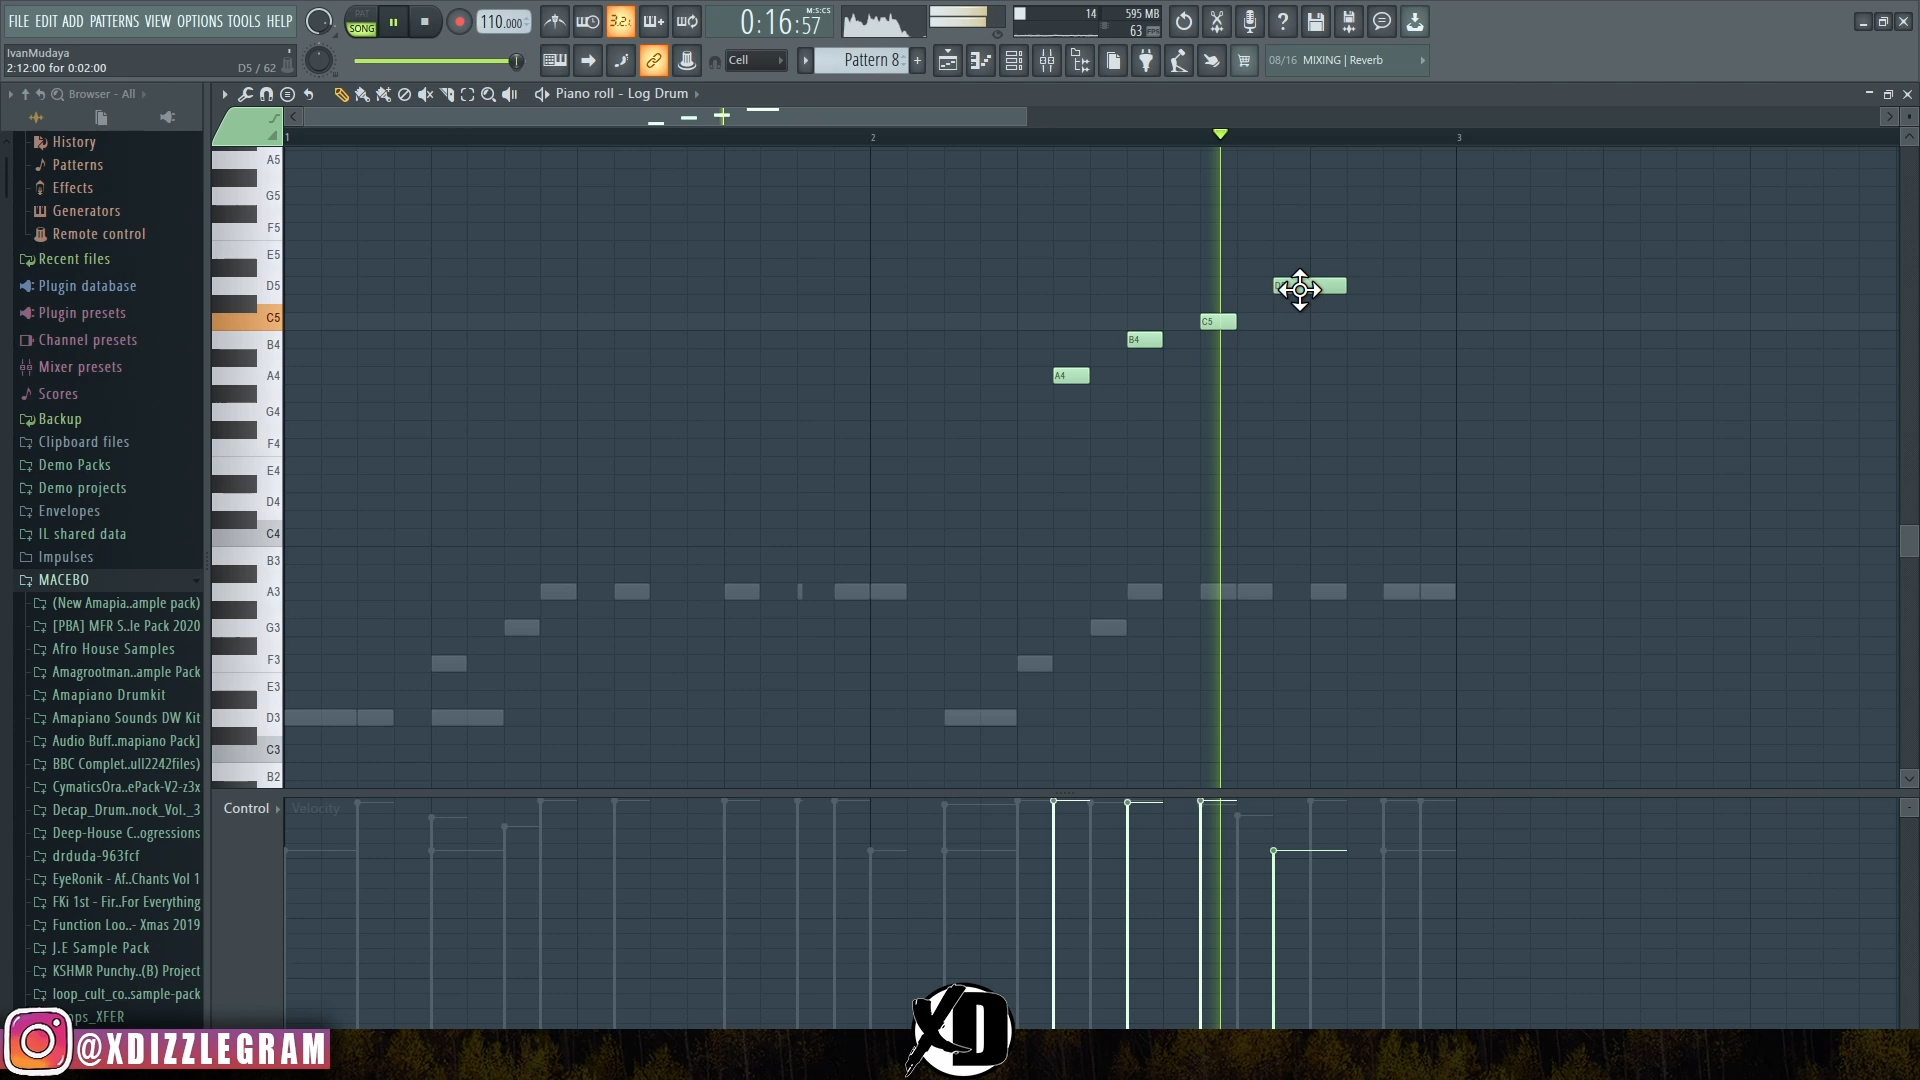 FILE EDIT ADD PATTERNS VIEW OPTIONS TOOLS HELP
PAT
SONG
110.000
3.2.
0:16:57
M:S:CS
14
595 MB
63
IvanMudaya
2:12:00 for 0:02:00
D5 / 62
Cell
Pattern 8
08/16 MIXING | Reverb
Browser - All
Piano roll - Log Drum
History
Patterns
Effects
Generators
Remote control
Recent files
Plugin database
Plugin presets
Channel presets
Mixer presets
Scores
Backup
Clipboard files
Demo Packs
Demo projects
Envelopes
IL shared data
Impulses
MACEBO
(New Amapia..ample pack)
[PBA] MFR S..le Pack 2020
Afro House Samples
Amagrootman..ample Pack
Amapiano Drumkit
Amapiano Sounds DW Kit
Audio Buff..mapiano Pack]
BBC Complet..ull2242files)
CymaticsOra..ePack-V2-z3x
Decap_Drum..nock_Vol._3
Deep-House C..ogressions
drduda-963fcf
EyeRonik - Af..Chants Vol 1
FKi 1st - Fir..For Everything
Function Loo..- Xmas 2019
J.E Sample Pack
KSHMR Punchy..(B) Project
loop_cult_co..sample-pack
ps_XFER
1
2
3
A5
G5
F5
E5
D5
C5
B4
A4
G4
F4
E4
D4
C4
B3
A3
G3
F3
E3
D3
C3
B2
C5
B4
A4
Control
Velocity
@XDIZZLEGRAM
XD